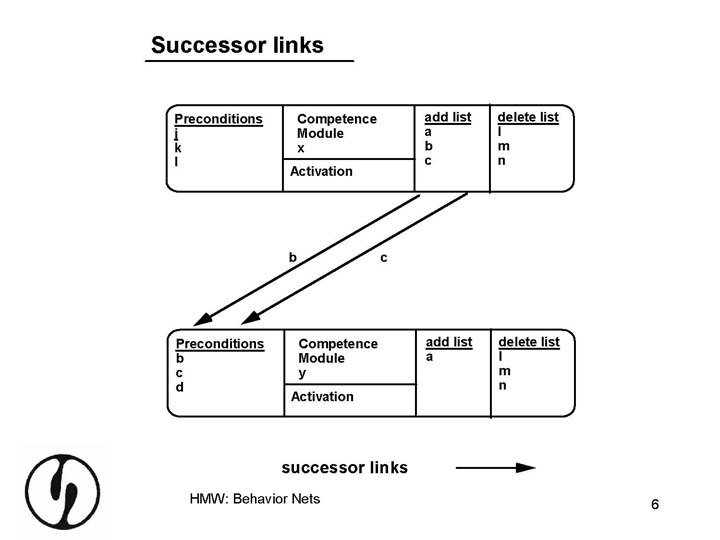 Successor links
Preconditions
j
k
l
Competence
Module
x
Activation
add list
a
b
c
delete list
l
m
n
b
c
Preconditions
b
c
d
Competence
Module
y
Activation
add list
a
delete list
l
m
n
successor links
HMW: Behavior Nets
6